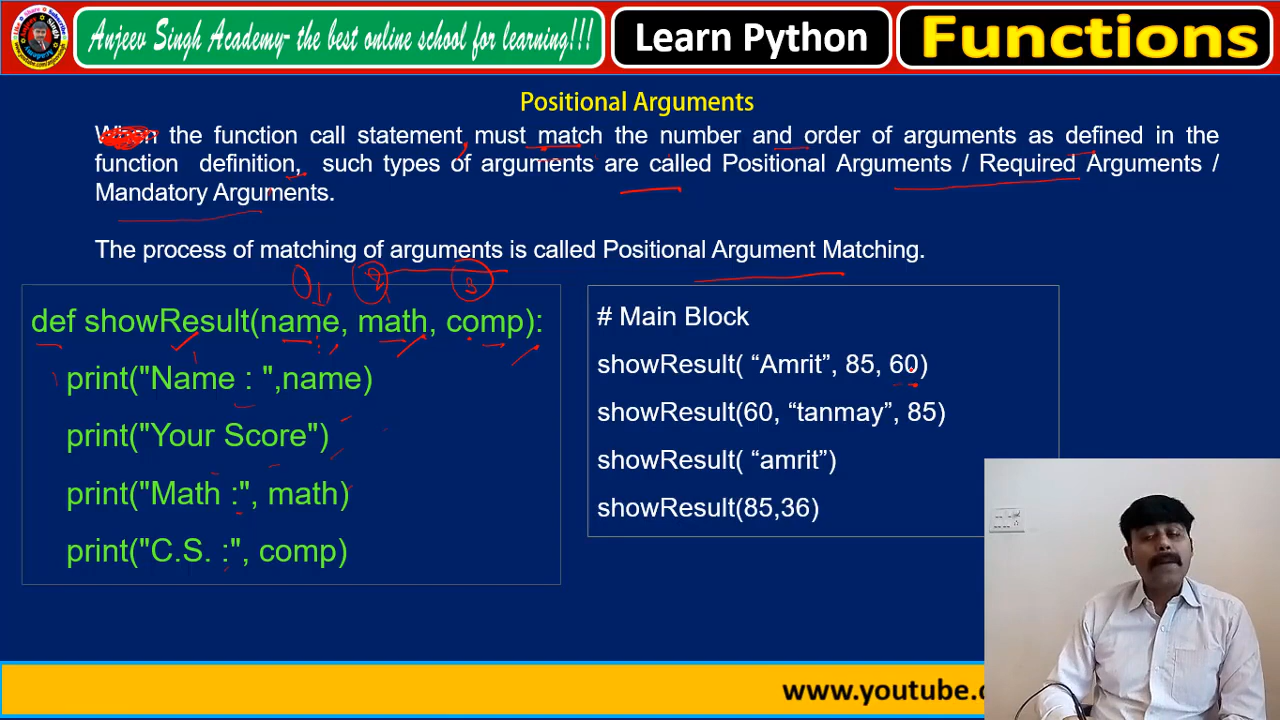 Anjeev Singh Academy- the best online school for learning!!!
Learn Python
Functions
Positional Arguments
When the function call statement, must match the number and order of arguments as defined in the
function definition, such types of arguments are called Positional Arguments / Required Arguments /
Mandatory Arguments.
The process of matching of arguments is called Positional Argument Matching.
1 2 3
def showResult(name, math, comp):
print("Name : ",name)
print("Your Score")
print("Math :", math)
print("C.S. :", comp)
# Main Block
showResult( “Amrit”, 85, 60)
showResult(60, “tanmay”, 85)
showResult( “amrit”)
showResult(85,36)
www.youtube.c